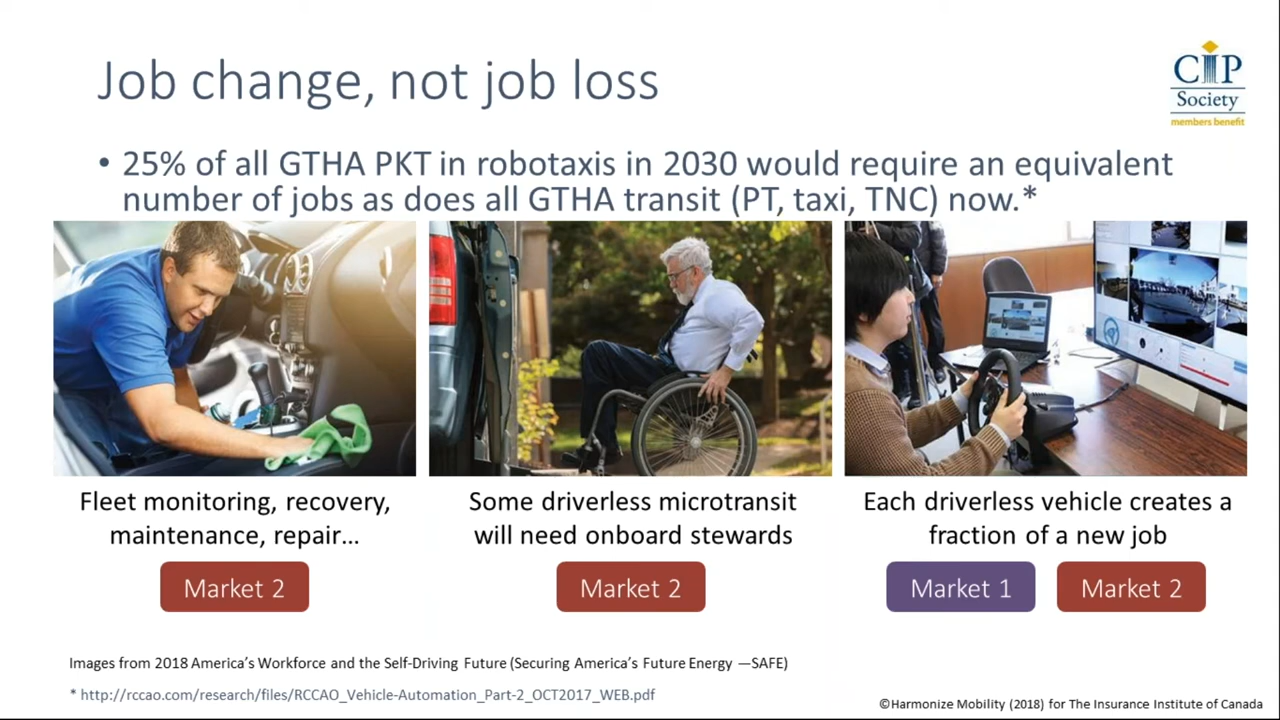 Job change, not job loss
CIP
Society
members benefit
• 25% of all GTHA PKT in robotaxis in 2030 would require an equivalent
number of jobs as does all GTHA transit (PT, taxi, TNC) now.*
Fleet monitoring, recovery,
maintenance, repair…
Market 2
Some driverless microtransit
will need onboard stewards
Market 2
Each driverless vehicle creates a
fraction of a new job
Market 1
Market 2
Images from 2018 America's Workforce and the Self-Driving Future (Securing America's Future Energy —SAFE)
* http://rccao.com/research/files/RCCAO_Vehicle-Automation_Part-2_OCT2017_WEB.pdf
©Harmonize Mobility (2018) for The Insurance Institute of Canada